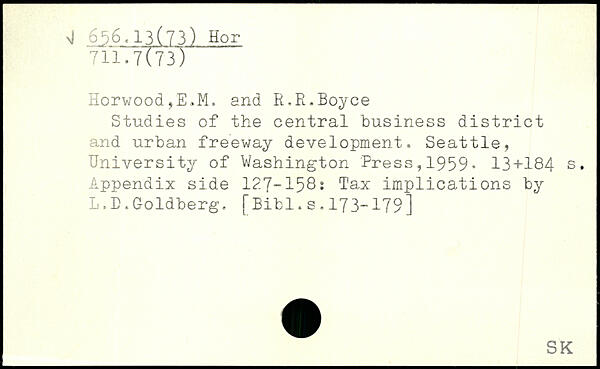 √ 656.13(73) Hor
711.7(73)
Horwood,E.M. and R.R.Boyce
Studies of the central business district
and urban freeway development. Seattle,
University of Washington Press,1959. 13+184 s.
Appendix side 127-158: Tax implications by
L.D.Goldberg. [Bibl.s.173-179]
SK